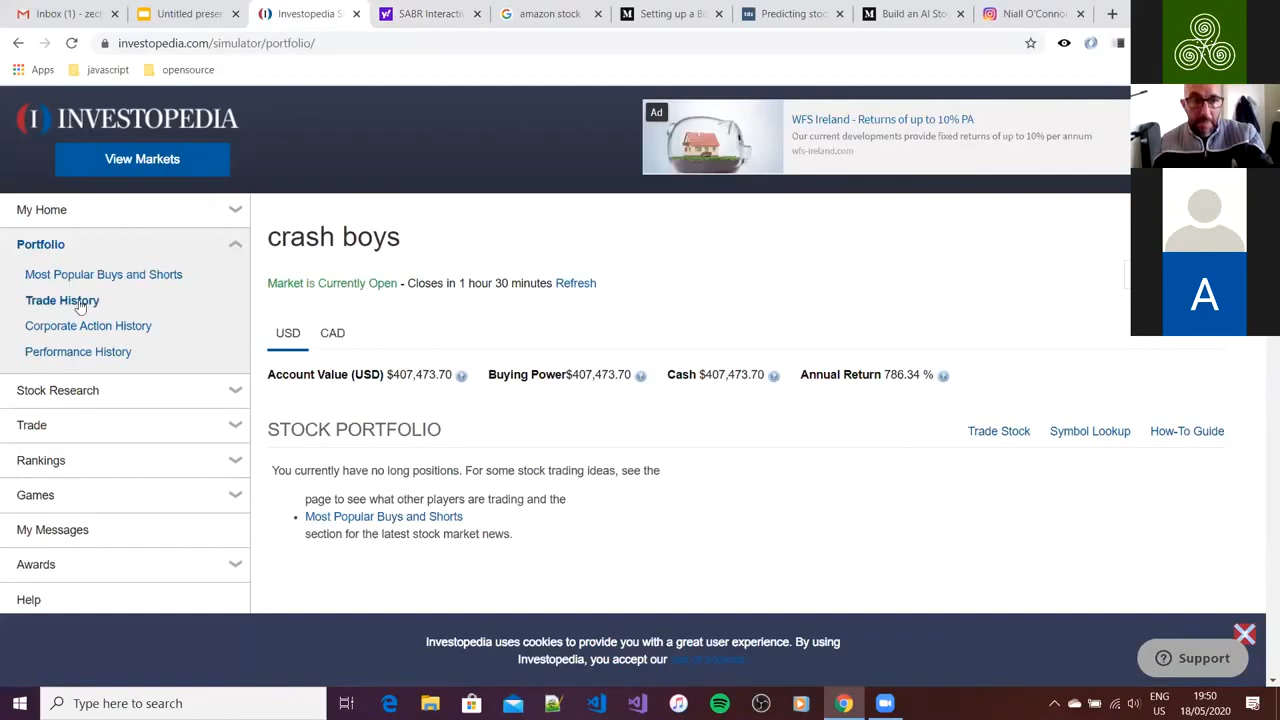 Inbox (1) - n
Untitled preser
Investopedia S
SABR Interacti
amazon stock
Setting up a B
Predicting stoc
Build an AI Stoc
Niall O'Conno
investopedia.com/simulator/portfolio/
Apps
javascript
opensource
INVESTOPEDIA
View Markets
Ad
WFS Ireland - Returns of up to 10% PA
Our current developments provide fixed returns of up to 10% per annum
wfs-ireland.com
My Home
Portfolio
Most Popular Buys and Shorts
Trade History
Corporate Action History
Performance History
Stock Research
Trade
Rankings
Games
My Messages
Awards
Help
crash boys
Market is Currently Open - Closes in 1 hour 30 minutes Refresh
USD CAD
Account Value (USD) $407,473.70 Buying Power$407,473.70 Cash $407,473.70 Annual Return 786.34 %
STOCK PORTFOLIO
Trade Stock Symbol Lookup How-To Guide
You currently have no long positions. For some stock trading ideas, see the
page to see what other players are trading and the
Most Popular Buys and Shorts
section for the latest stock market news.
A
Investopedia uses cookies to provide you with a great user experience. By using
Investopedia, you accept our
Support
Type here to search
ENG
US
19:50
18/05/2020